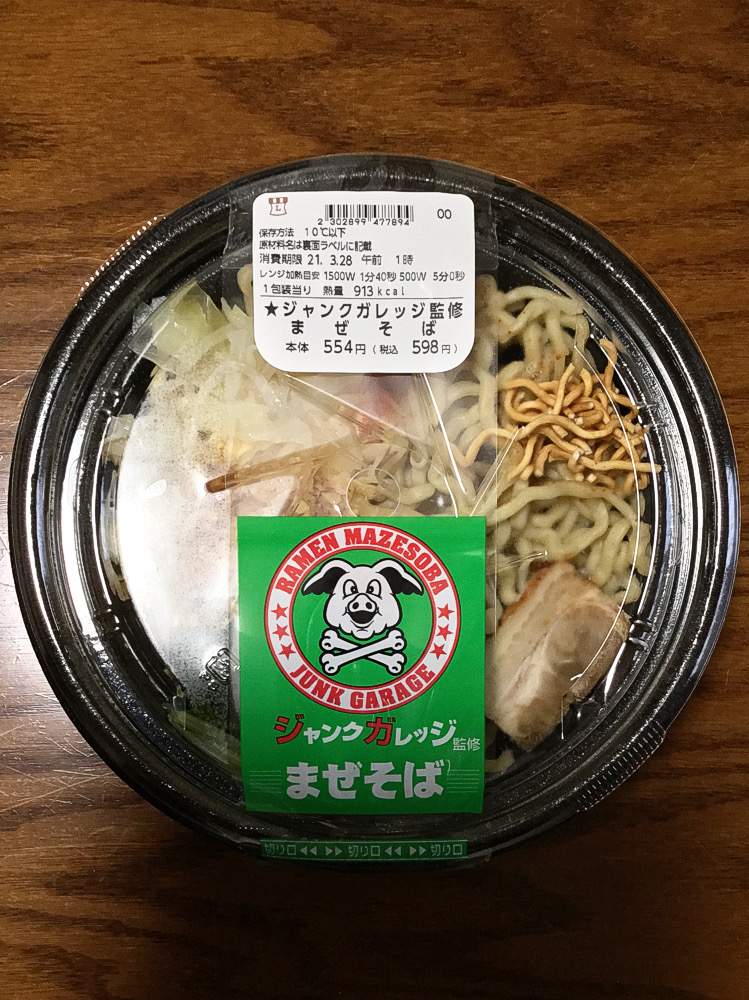 L
2 302899 477894
00
保存方法 10℃以下
原材料名は裏面ラベルに記載
消費期限 21. 3.28 午前 1時
レンジ加熱目安 1500W 1分40秒 500W 5分0秒
1包装当り 熱量 913kcal
★ジャンクガレッジ監修
まぜそば
本体 554円(税込 598円)
RAMEN MAZESOBA
JUNK GARAGE
ジャンクガレッジ監修
まぜそば
切り口 ◀◀ ▶▶ 切り口 ◀◀ ▶▶ 切り口